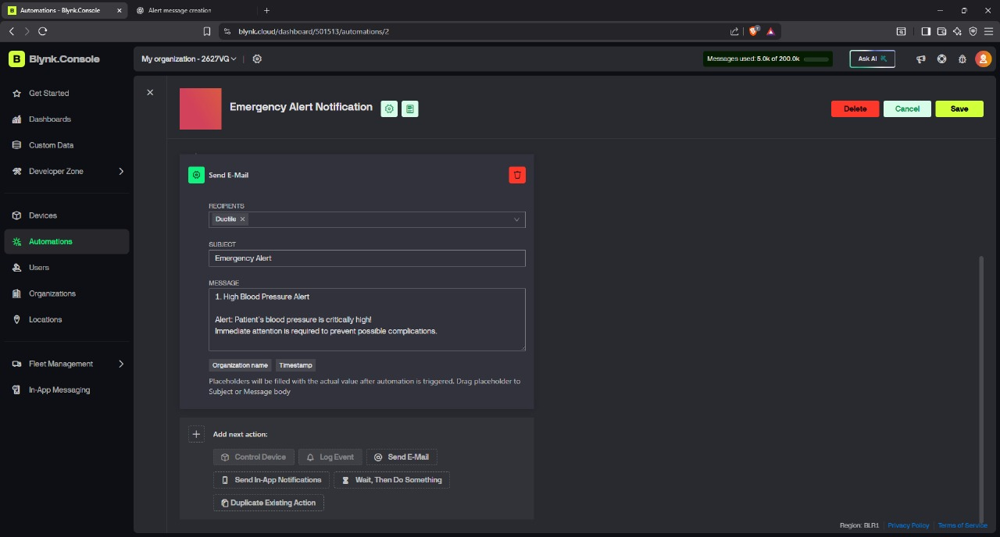 B Automations - Blynk.Console
Alert message creation
blynk.cloud/dashboard/501513/automations/2
B Blynk.Console
My organization - 2627VG
Messages used: 5.0k of 200.0k
Ask AI
Get Started
Dashboards
Custom Data
Developer Zone
Devices
Automations
Users
Organizations
Locations
Fleet Management
In-App Messaging
Emergency Alert Notification
Delete
Cancel
Save
Send E-Mail
RECIPIENTS
Ductile
SUBJECT
Emergency Alert
MESSAGE
1. High Blood Pressure Alert
Alert: Patient's blood pressure is critically high!
Immediate attention is required to prevent possible complications.
Organization name Timestamp
Placeholders will be filled with the actual value after automation is triggered. Drag placeholder to
Subject or Message body
Add next action:
Control Device Log Event Send E-Mail
Send In-App Notifications Wait, Then Do Something
Duplicate Existing Action
Region: BLR1 Privacy Policy Terms of Service